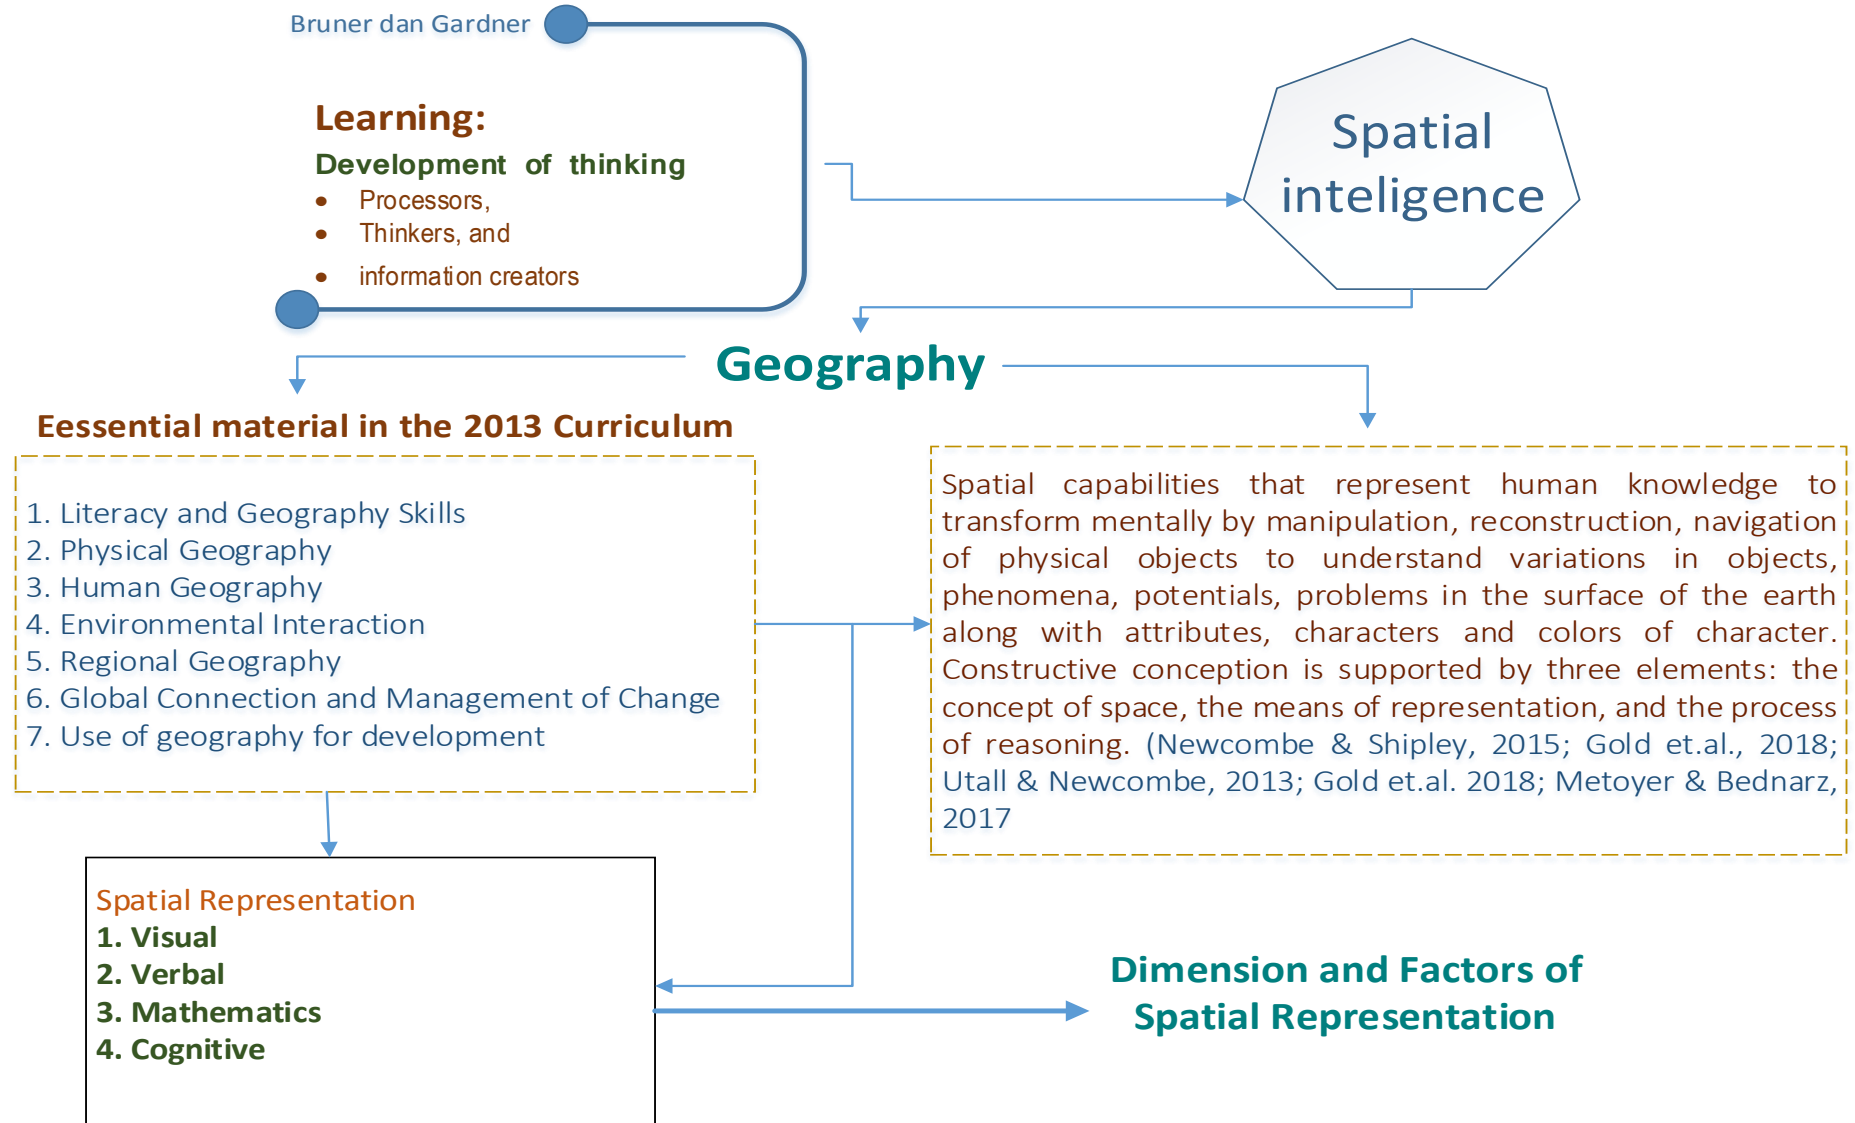 Bruner dan Gardner
Learning:
Development of thinking
• Processors,
• Thinkers, and
• information creators
Spatial
inteligence
Geography
Eessential material in the 2013 Curriculum
1. Literacy and Geography Skills
2. Physical Geography
3. Human Geography
4. Environmental Interaction
5. Regional Geography
6. Global Connection and Management of Change
7. Use of geography for development
Spatial capabilities that represent human knowledge to
transform mentally by manipulation, reconstruction, navigation
of physical objects to understand variations in objects,
phenomena, potentials, problems in the surface of the earth
along with attributes, characters and colors of character.
Constructive conception is supported by three elements: the
concept of space, the means of representation, and the process
of reasoning. (Newcombe & Shipley, 2015; Gold et.al., 2018;
Utall & Newcombe, 2013; Gold et.al. 2018; Metoyer & Bednarz,
2017
Spatial Representation
1. Visual
2. Verbal
3. Mathematics
4. Cognitive
Dimension and Factors of
Spatial Representation